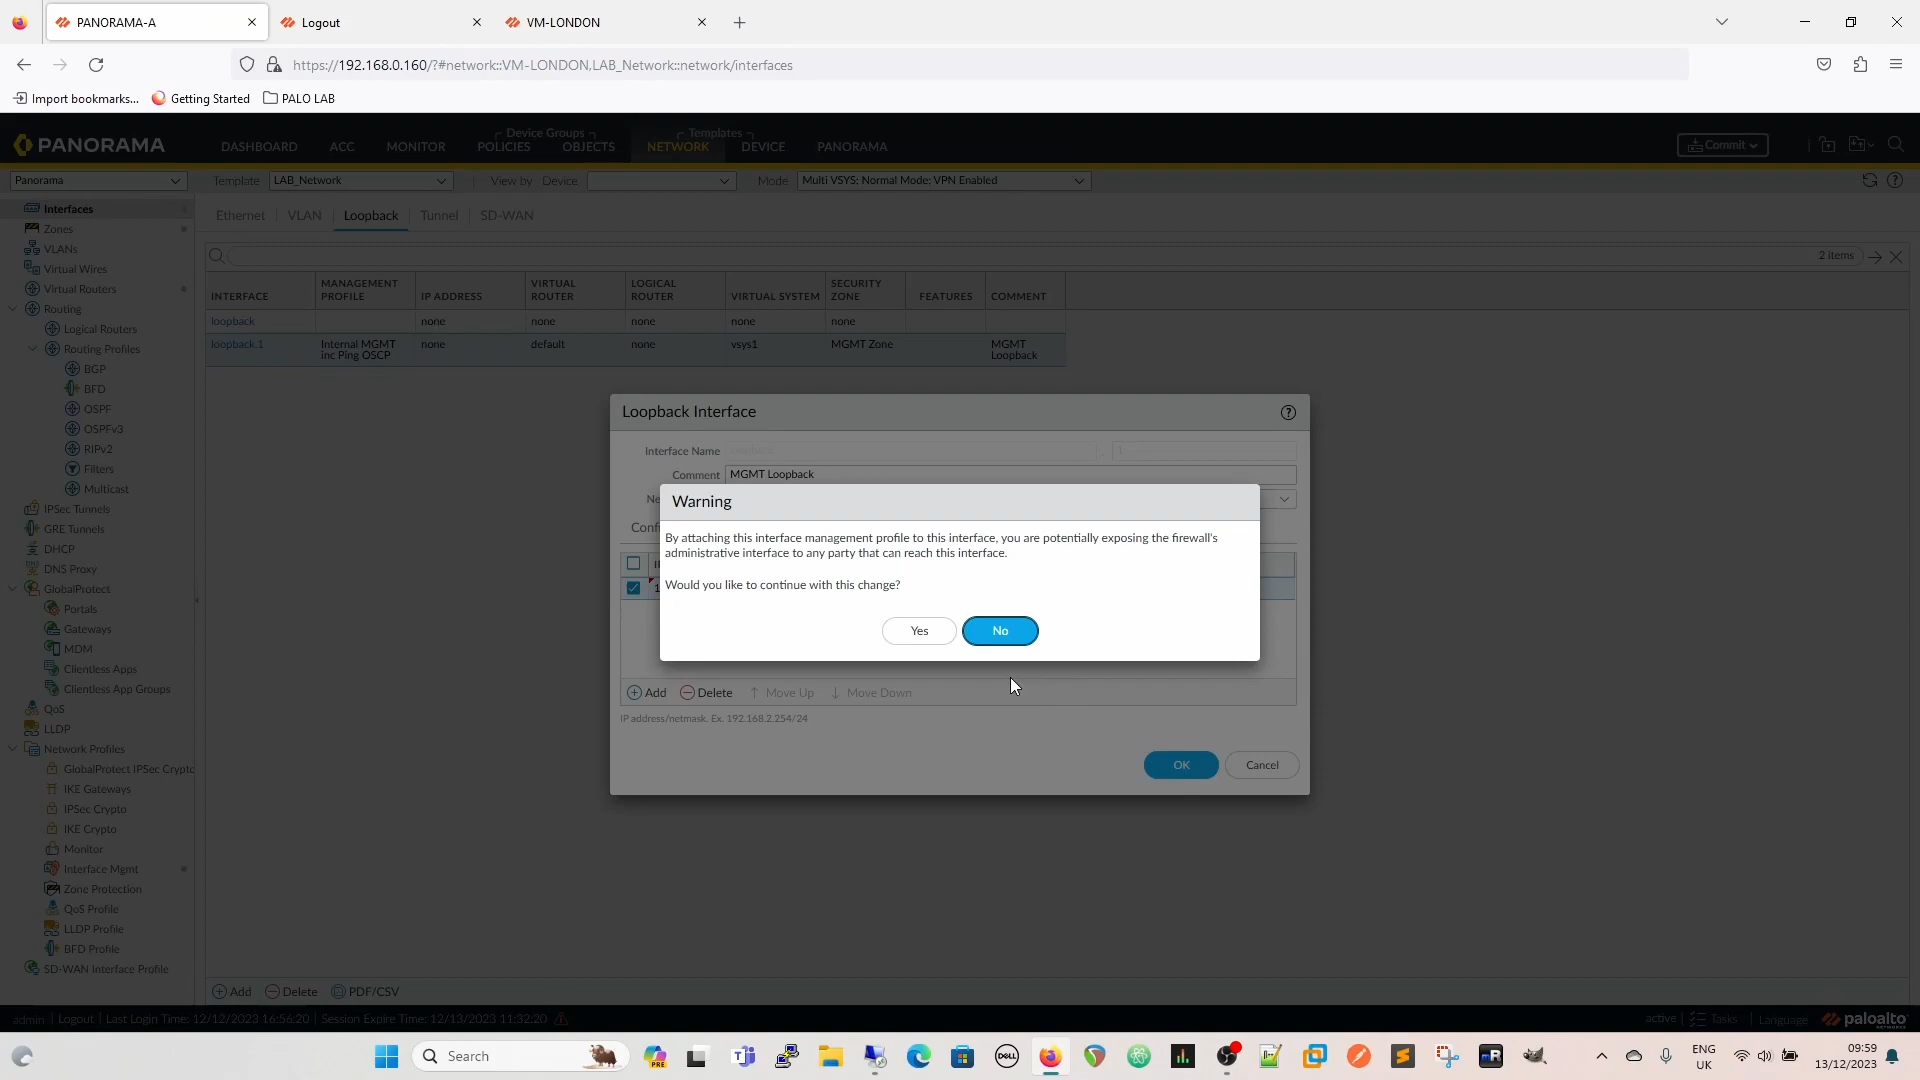 PANORAMA-A
Logout
VM-LONDON
https://192.168.0.160/?#network::VM-LONDON,LAB_Network::network/interfaces
Import bookmarks...
Getting Started
PALO LAB
PANORAMA
DASHBOARD
ACC
MONITOR
Device Groups
POLICIES
OBJECTS
Templates
NETWORK
DEVICE
PANORAMA
Commit
Panorama
Template
LAB_Network
View by
Device
Mode
Multi VSYS; Normal Mode; VPN Enabled
Interfaces
Zones
VLANs
Virtual Wires
Virtual Routers
Routing
Logical Routers
Routing Profiles
BGP
BFD
OSPF
OSPFv3
RIPv2
Filters
Multicast
IPSec Tunnels
GRE Tunnels
DHCP
DNS Proxy
GlobalProtect
Portals
Gateways
MDM
Clientless Apps
Clientless App Groups
QoS
LLDP
Network Profiles
GlobalProtect IPSec Crypto
IKE Gateways
IPSec Crypto
IKE Crypto
Monitor
Interface Mgmt
Zone Protection
QoS Profile
LLDP Profile
BFD Profile
SD-WAN Interface Profile
Ethernet
VLAN
Loopback
Tunnel
SD-WAN
2 items
INTERFACE
MANAGEMENT PROFILE
IP ADDRESS
VIRTUAL ROUTER
LOGICAL ROUTER
VIRTUAL SYSTEM
SECURITY ZONE
FEATURES
COMMENT
loopback
none
none
none
none
none
loopback.1
Internal MGMT inc Ping OSCP
none
default
none
vsys1
MGMT Zone
MGMT Loopback
Loopback Interface
Interface Name
loopback
1
Comment
MGMT Loopback
Warning
By attaching this interface management profile to this interface, you are potentially exposing the firewall's
administrative interface to any party that can reach this interface.
Would you like to continue with this change?
Yes
No
Add
Delete
Move Up
Move Down
IP address/netmask. Ex. 192.168.2.254/24
OK
Cancel
Add
Delete
PDF/CSV
admin
Logout
Last Login Time: 12/12/2023 16:56:20
Session Expire Time: 12/13/2023 11:32:20
active
Tasks
Language
paloalto
NETWORKS
Search
PRE
DELL
ENG
UK
09:59
13/12/2023